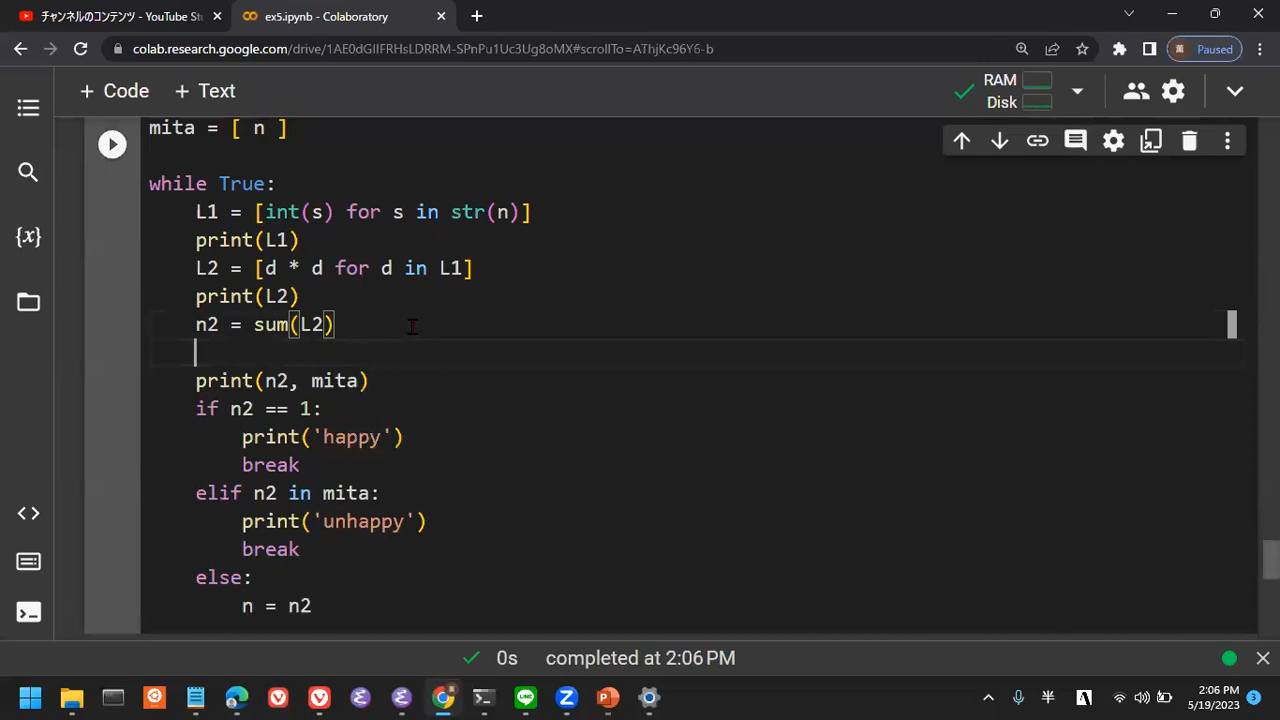 チャンネルのコンテンツ - YouTube Stu
ex5.ipynb - Colaboratory
colab.research.google.com/drive/1AE0dGIIFRHsLDRRM-SPnPu1Uc3Ug8oMX#scrollTo=AThjKc96Y6-b
Paused
+ Code + Text
RAM
Disk
mita = [ n ]
while True:
L1 = [int(s) for s in str(n)]
print(L1)
L2 = [d * d for d in L1]
print(L2)
n2 = sum(L2)
print(n2, mita)
if n2 == 1:
print('happy')
break
elif n2 in mita:
print('unhappy')
break
else:
n = n2
{x}
0s completed at 2:06 PM
半 A
2:06 PM
5/19/2023
3